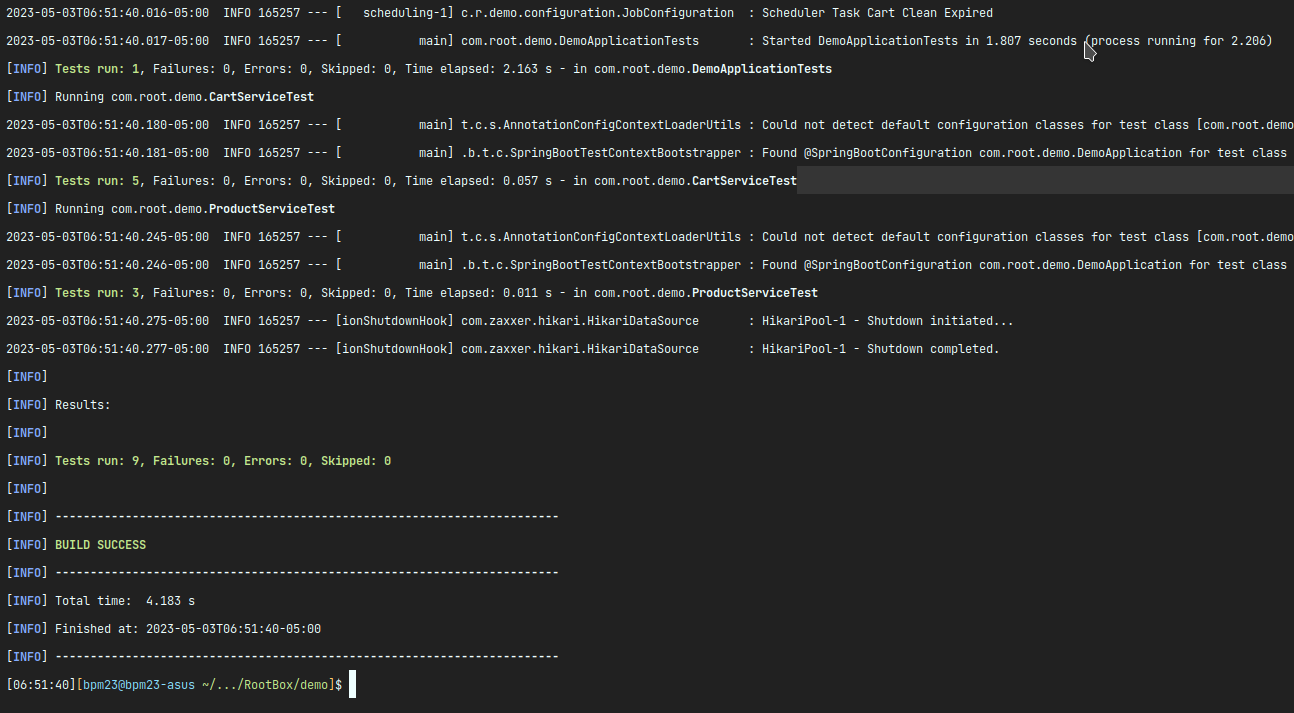 2023-05-03T06:51:40.016-05:00  INFO 165257 --- [   scheduling-1] c.r.demo.configuration.JobConfiguration  : Scheduler Task Cart Clean Expired
2023-05-03T06:51:40.017-05:00  INFO 165257 --- [           main] com.root.demo.DemoApplicationTests       : Started DemoApplicationTests in 1.807 seconds (process running for 2.206)
[INFO] Tests run: 1, Failures: 0, Errors: 0, Skipped: 0, Time elapsed: 2.163 s - in com.root.demo.DemoApplicationTests
[INFO] Running com.root.demo.CartServiceTest
2023-05-03T06:51:40.180-05:00  INFO 165257 --- [           main] t.c.s.AnnotationConfigContextLoaderUtils : Could not detect default configuration classes for test class [com.root.demo
2023-05-03T06:51:40.181-05:00  INFO 165257 --- [           main] .b.t.c.SpringBootTestContextBootstrapper : Found @SpringBootConfiguration com.root.demo.DemoApplication for test class
[INFO] Tests run: 5, Failures: 0, Errors: 0, Skipped: 0, Time elapsed: 0.057 s - in com.root.demo.CartServiceTest
[INFO] Running com.root.demo.ProductServiceTest
2023-05-03T06:51:40.245-05:00  INFO 165257 --- [           main] t.c.s.AnnotationConfigContextLoaderUtils : Could not detect default configuration classes for test class [com.root.demo
2023-05-03T06:51:40.246-05:00  INFO 165257 --- [           main] .b.t.c.SpringBootTestContextBootstrapper : Found @SpringBootConfiguration com.root.demo.DemoApplication for test class
[INFO] Tests run: 3, Failures: 0, Errors: 0, Skipped: 0, Time elapsed: 0.011 s - in com.root.demo.ProductServiceTest
2023-05-03T06:51:40.275-05:00  INFO 165257 --- [ionShutdownHook] com.zaxxer.hikari.HikariDataSource       : HikariPool-1 - Shutdown initiated...
2023-05-03T06:51:40.277-05:00  INFO 165257 --- [ionShutdownHook] com.zaxxer.hikari.HikariDataSource       : HikariPool-1 - Shutdown completed.
[INFO]
[INFO] Results:
[INFO]
[INFO] Tests run: 9, Failures: 0, Errors: 0, Skipped: 0
[INFO]
[INFO] ------------------------------------------------------------------------
[INFO] BUILD SUCCESS
[INFO] ------------------------------------------------------------------------
[INFO] Total time:  4.183 s
[INFO] Finished at: 2023-05-03T06:51:40-05:00
[INFO] ------------------------------------------------------------------------
[06:51:40][bpm23@bpm23-asus ~/.../RootBox/demo]$